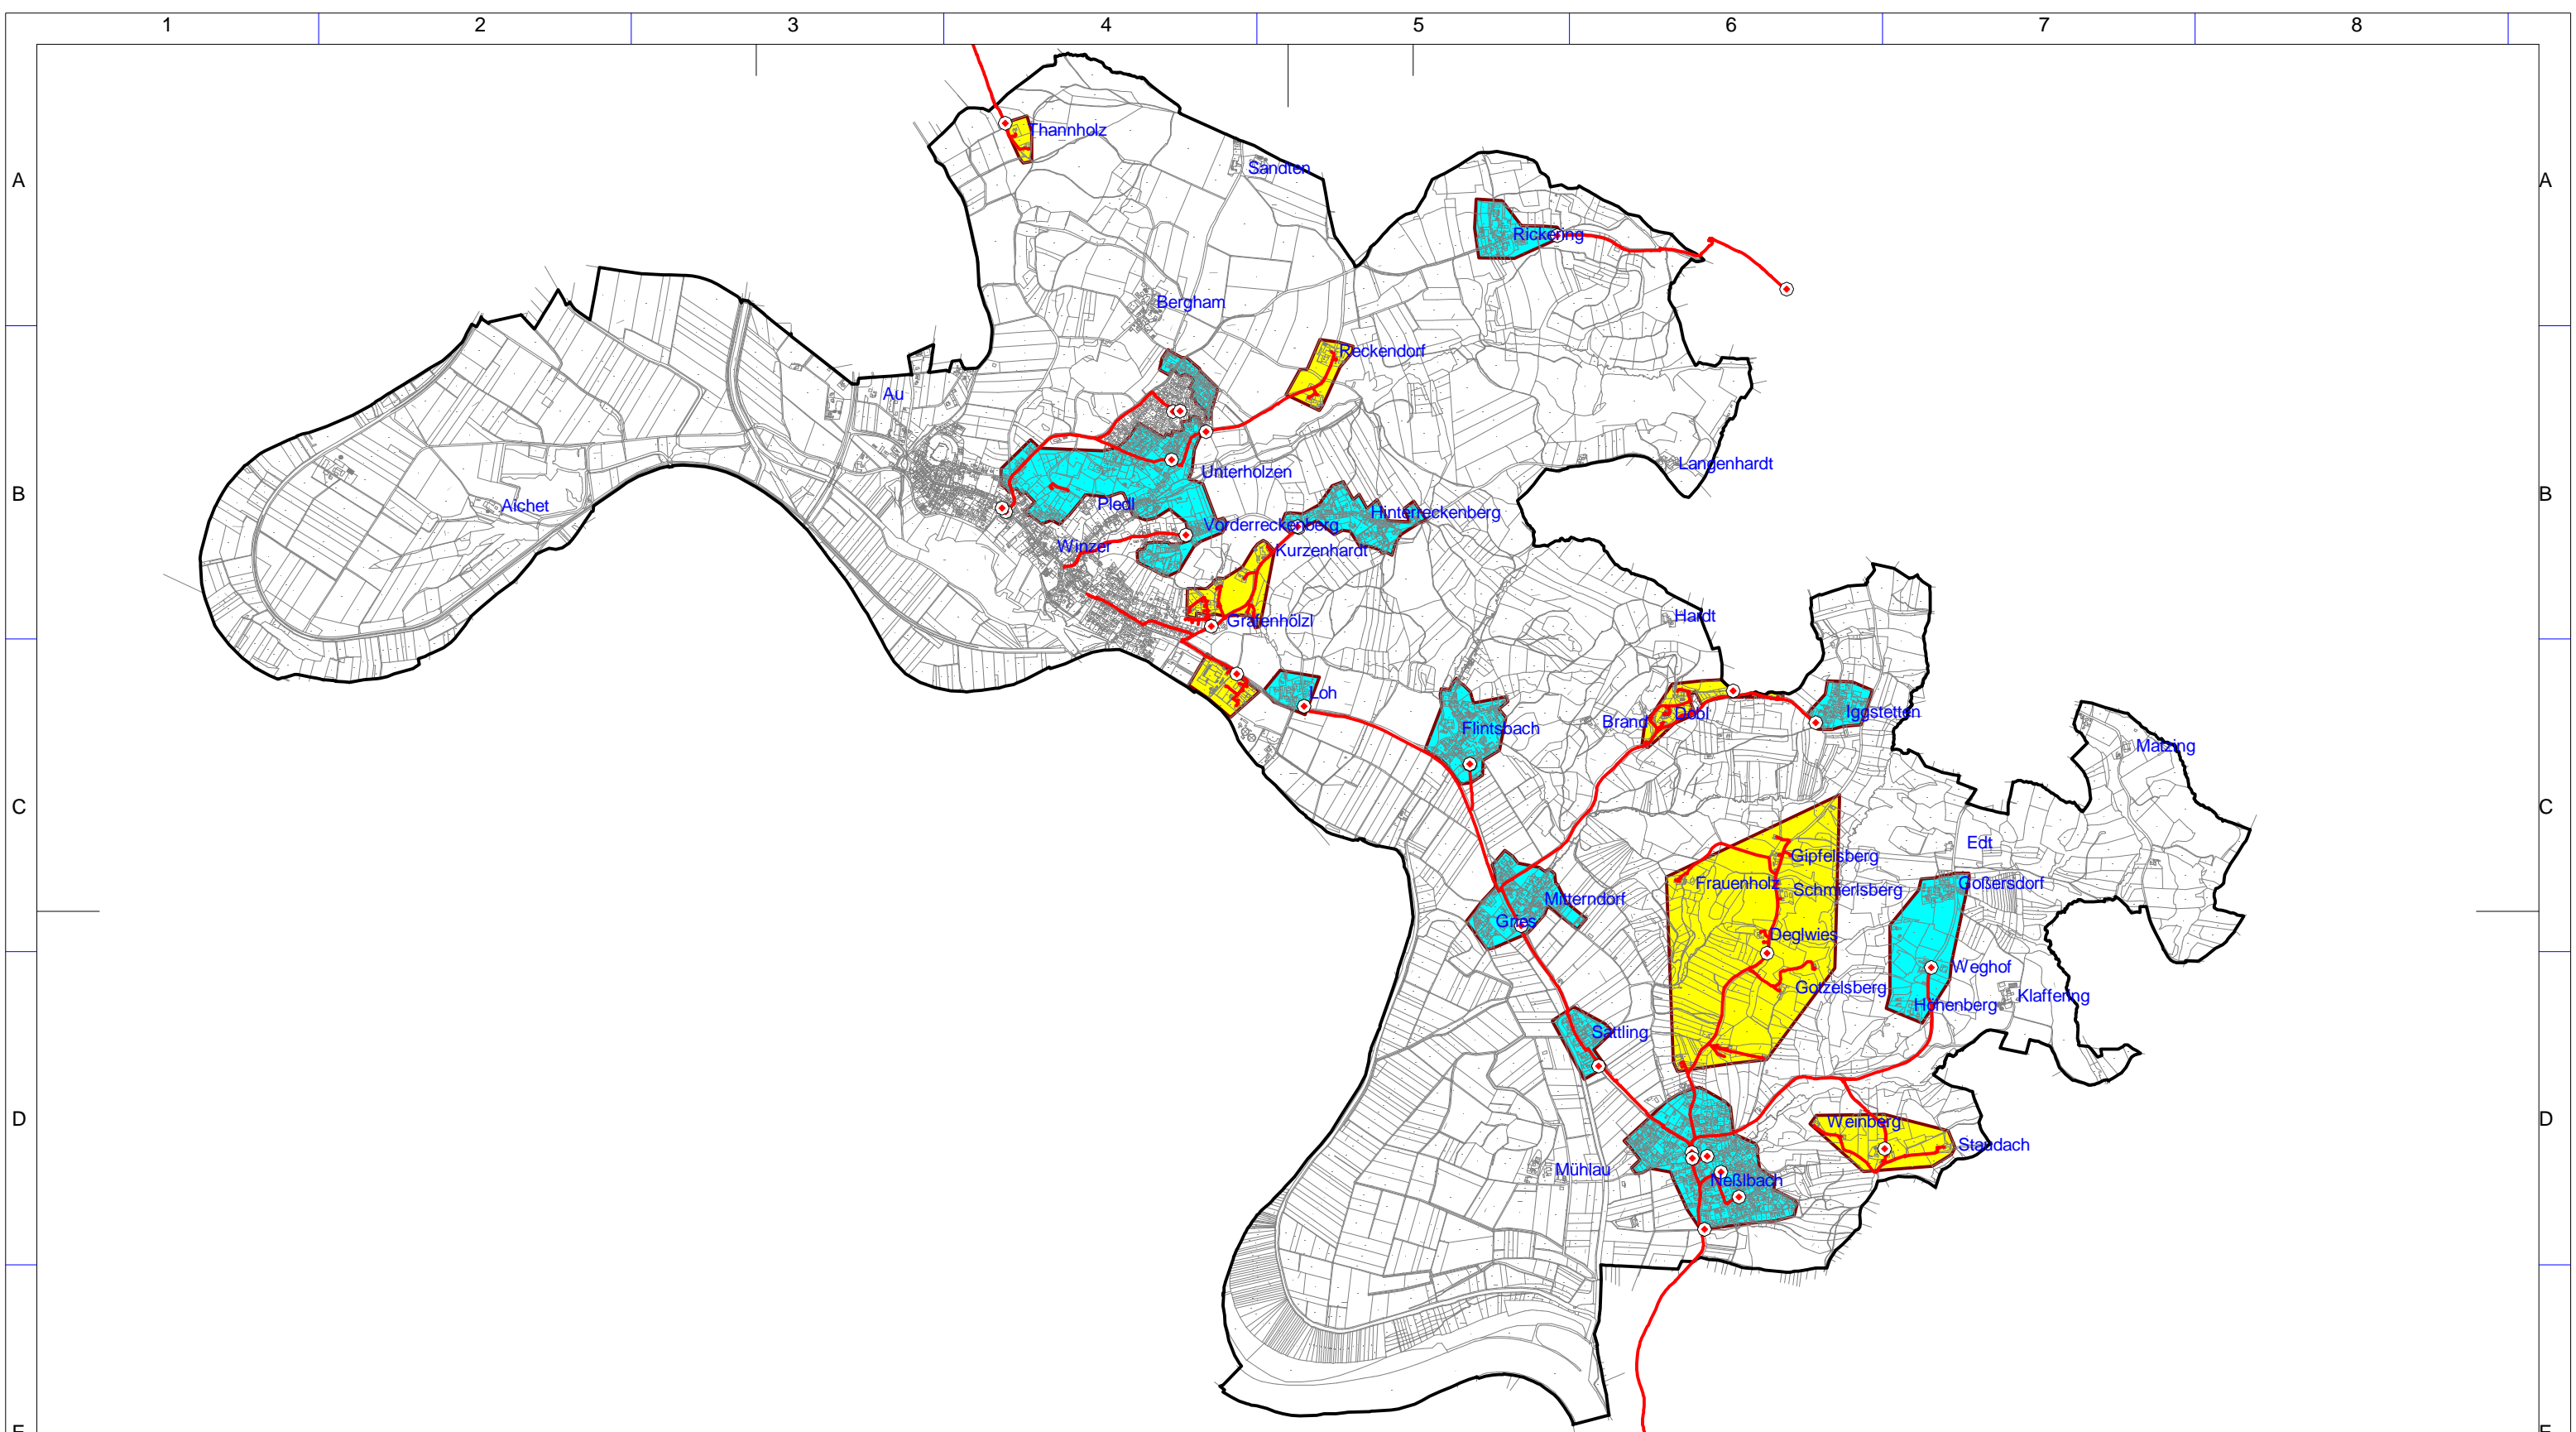 1 2 3 4 5 6 7 8
Thannholz
Sandten
A A
Rickering
Bergham
Reckendorf
Au
Langenhardt
Unterholzen
B B
Aichet
Pledl
Hinterreckenberg
Vorderreckenberg
Winzer
Kurzenhardt
Hardt
Grafenhölzl
Loh
Iggstetten
Döbl
Brand
Flintsbach
Matzing
C C
Edt
Gipfelsberg
Frauenholz
Goßersdorf
Schmierlsberg
Mitterndorf
Gries
Deglwies
Weghof
Gotzelsberg
Klaffering
Hönenberg
Sattling
D D
Weinberg
Staudach
Mühlau
Neßlbach